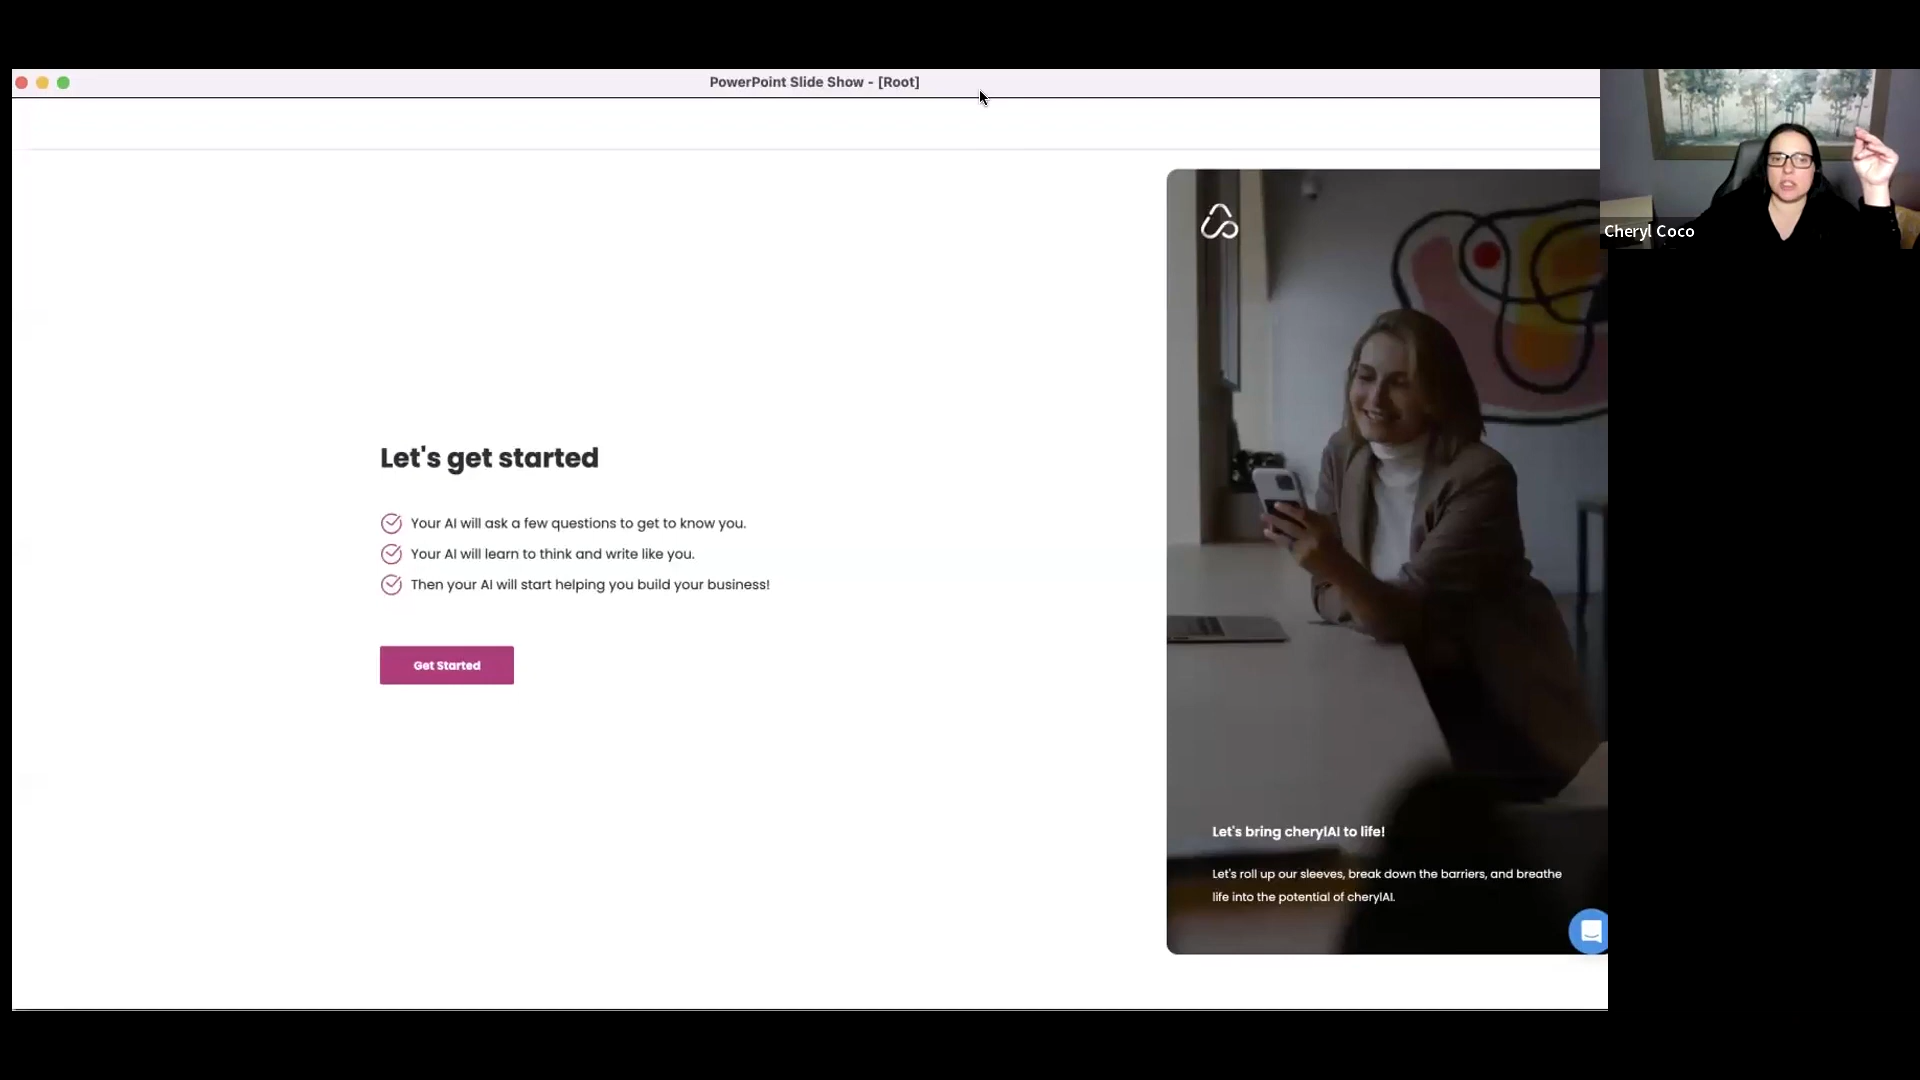 PowerPoint Slide Show - [Root]
Cheryl Coco
Let's get started
Your AI will ask a few questions to get to know you.
Your AI will learn to think and write like you.
Then your AI will start helping you build your business!
Get Started
Let's bring cherylAI to life!
Let's roll up our sleeves, break down the barriers, and breathe
life into the potential of cherylAI.